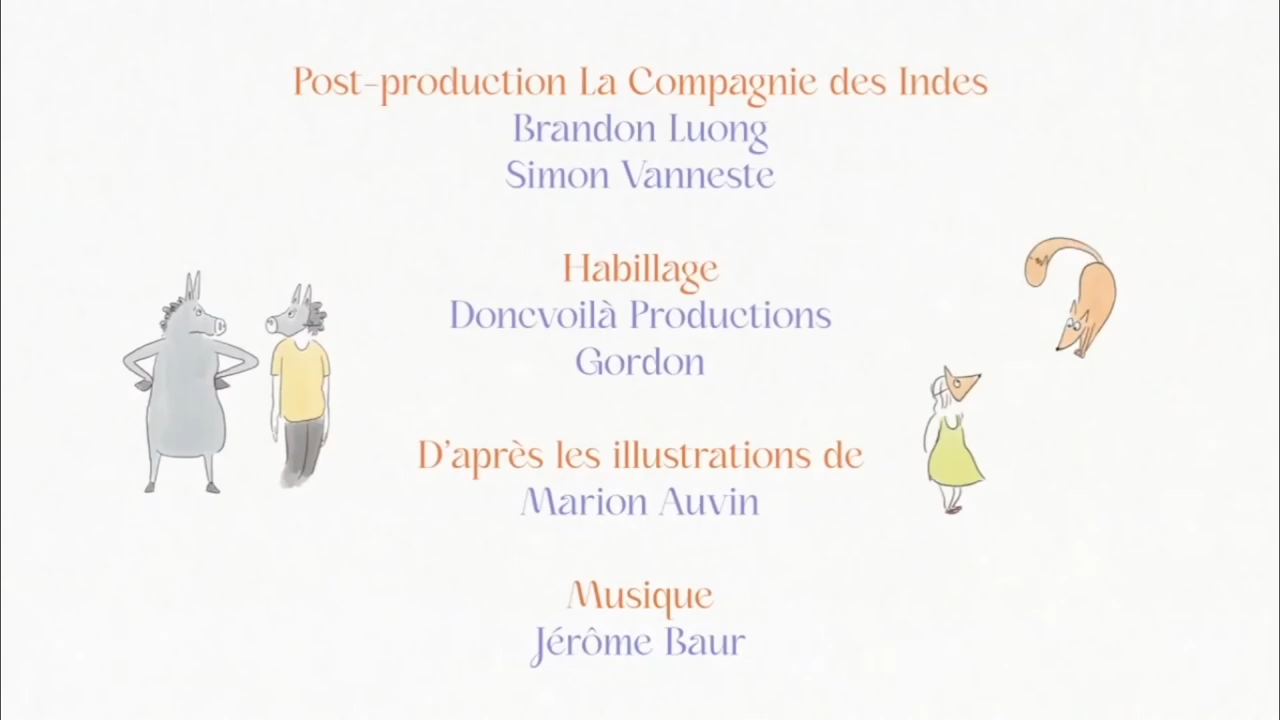 Post-production La Compagnie des Indes
Brandon Luong
Simon Vanneste
Habillage
Doncvoilà Productions
Gordon
D'après les illustrations de
Marion Auvin
Musique
Jérôme Baur